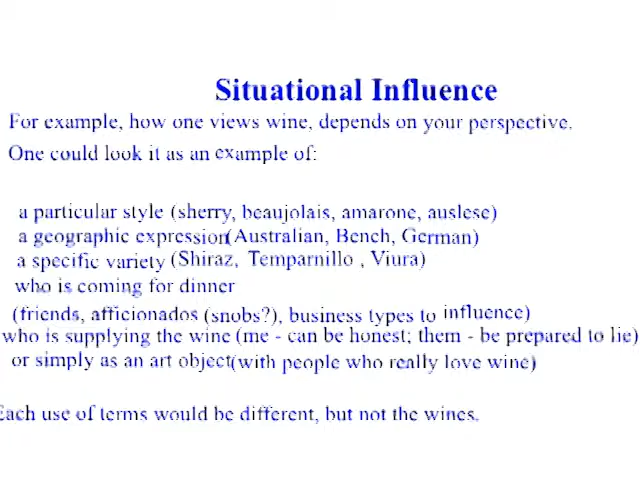 Situational Influence
For example, how one views wine, depends on your perspective.
One could look it as an example of:
a particular style (sherry, beaujolais, amarone, auslese)
a geographic expression(Australian, Bench, German)
a specific variety (Shiraz, Temparnillo , Viura)
who is coming for dinner
(friends, afficionados (snobs?), business types to influence)
who is supplying the wine (me - can be honest; them - be prepared to lie)
or simply as an art object(with people who really love wine)
Each use of terms would be different, but not the wines.